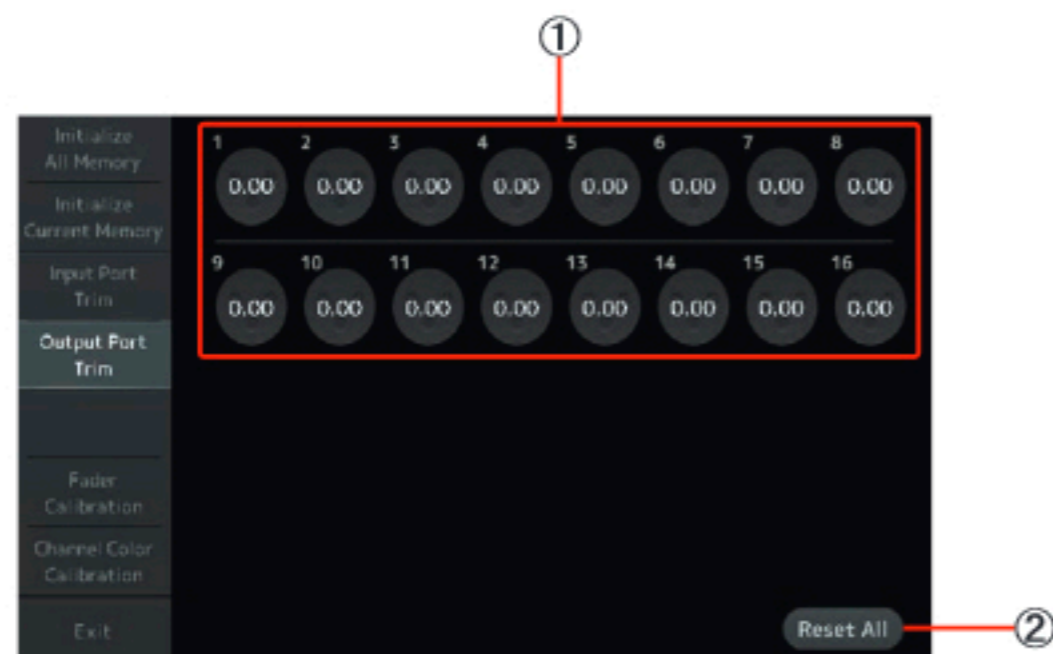 ①
Initialize
All Memory
Initialize
Current Memory
Input Port
Trim
Output Port
Trim
Fader
Calibration
Channel Color
Calibration
Exit
1 2 3 4 5 6 7 8
0.00 0.00 0.00 0.00 0.00 0.00 0.00 0.00
9 10 11 12 13 14 15 16
0.00 0.00 0.00 0.00 0.00 0.00 0.00 0.00
Reset All
②